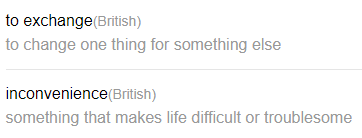 to exchange(British)
to change one thing for something else
inconvenience(British)
something that makes life difficult or troublesome